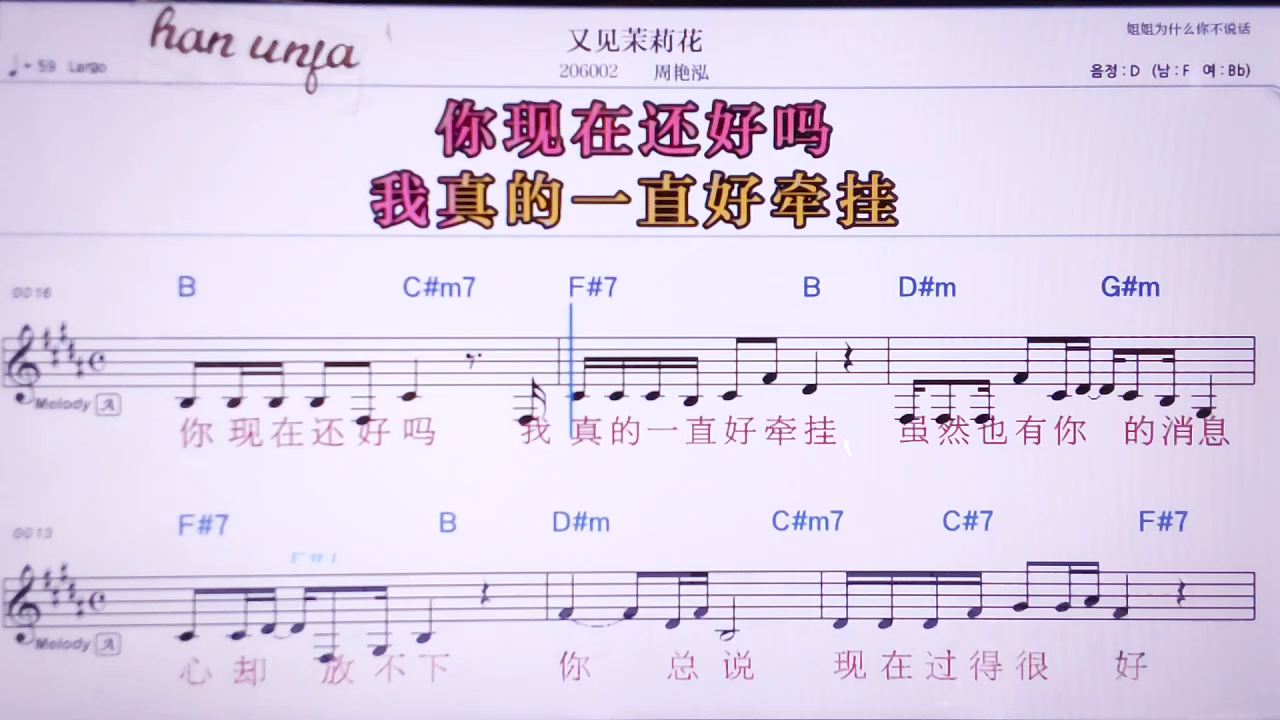 han unfa
又见茉莉花
姐姐为什么你不说话
206002 周艳泓
♩= 59 Largo
음정 : D (남 : F 여 : Bb)
你现在还好吗
我真的一直好牵挂
0016 B C#m7 F#7 B D#m G#m
Melody A
你现在还好吗 我真的一直好牵挂 虽然也有你 的消息
0013 F#7 B D#m C#m7 C#7 F#7
Melody A
心却 放不下 你 总说 现在过得很 好